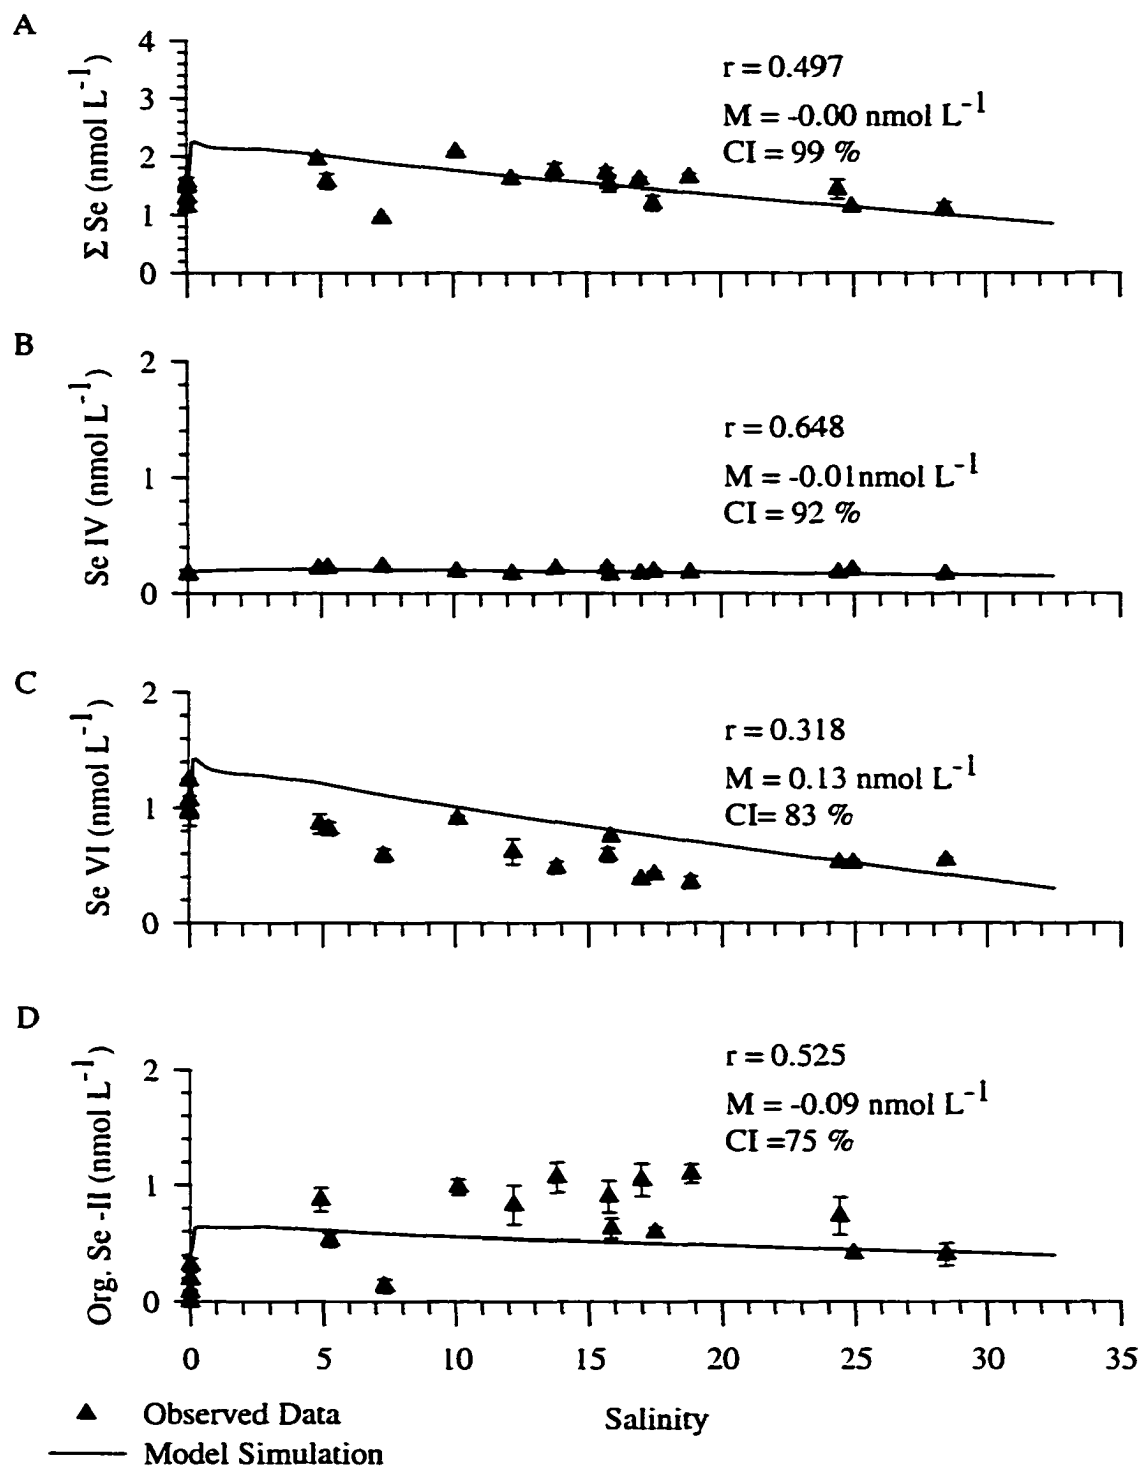 A
Σ Se (nmol L-1)
4
3
2
1
0
r = 0.497
M = -0.00 nmol L-1
CI = 99 %
B
Se IV (nmol L-1)
2
1
0
r = 0.648
M = -0.01nmol L-1
CI = 92 %
C
Se VI (nmol L-1)
2
1
0
r = 0.318
M = 0.13 nmol L-1
CI= 83 %
D
Org. Se -II (nmol L-1)
2
1
0
r = 0.525
M = -0.09 nmol L-1
CI =75 %
0 5 10 15 20 25 30 35
Salinity
Observed Data
Model Simulation